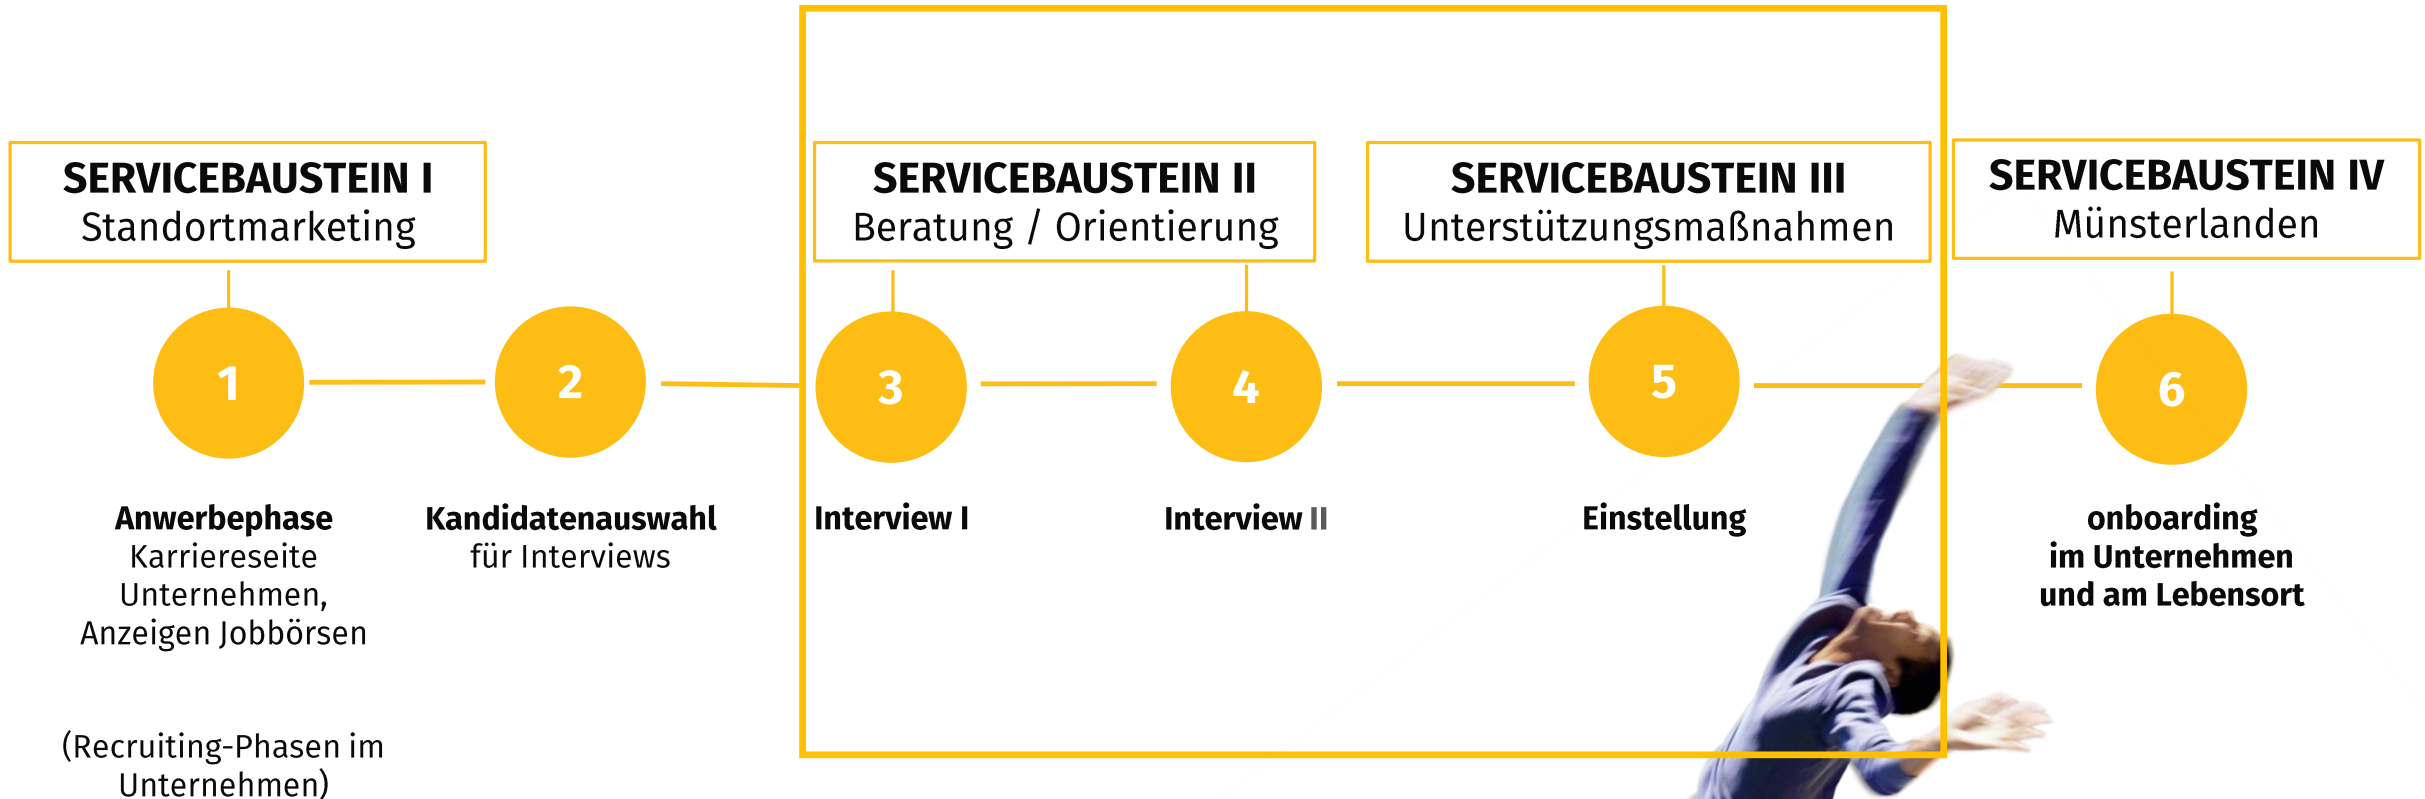 SERVICEBAUSTEIN I
Standortmarketing
SERVICEBAUSTEIN II
Beratung / Orientierung
SERVICEBAUSTEIN III
Unterstützungsmaßnahmen
SERVICEBAUSTEIN IV
Münsterlanden
1
2
3
4
5
6
Anwerbephase
Karriereseite
Unternehmen,
Anzeigen Jobbörsen
Kandidatenauswahl
für Interviews
Interview I
Interview II
Einstellung
onboarding
im Unternehmen
und am Lebensort
(Recruiting-Phasen im
Unternehmen)